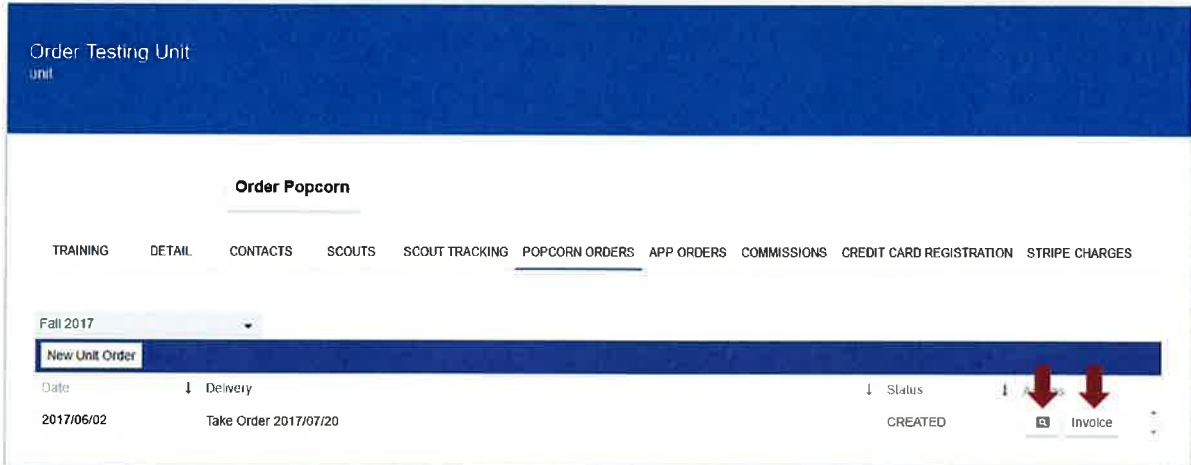 Order Testing Unit
unit
Order Popcorn
TRAINING DETAIL CONTACTS SCOUTS SCOUT TRACKING POPCORN ORDERS APP ORDERS COMMISSIONS CREDIT CARD REGISTRATION STRIPE CHARGES
Fall 2017
New Unit Order
Date ↓ Delivery ↓ Status ↓
2017/06/02 Take Order 2017/07/20 CREATED Invoice